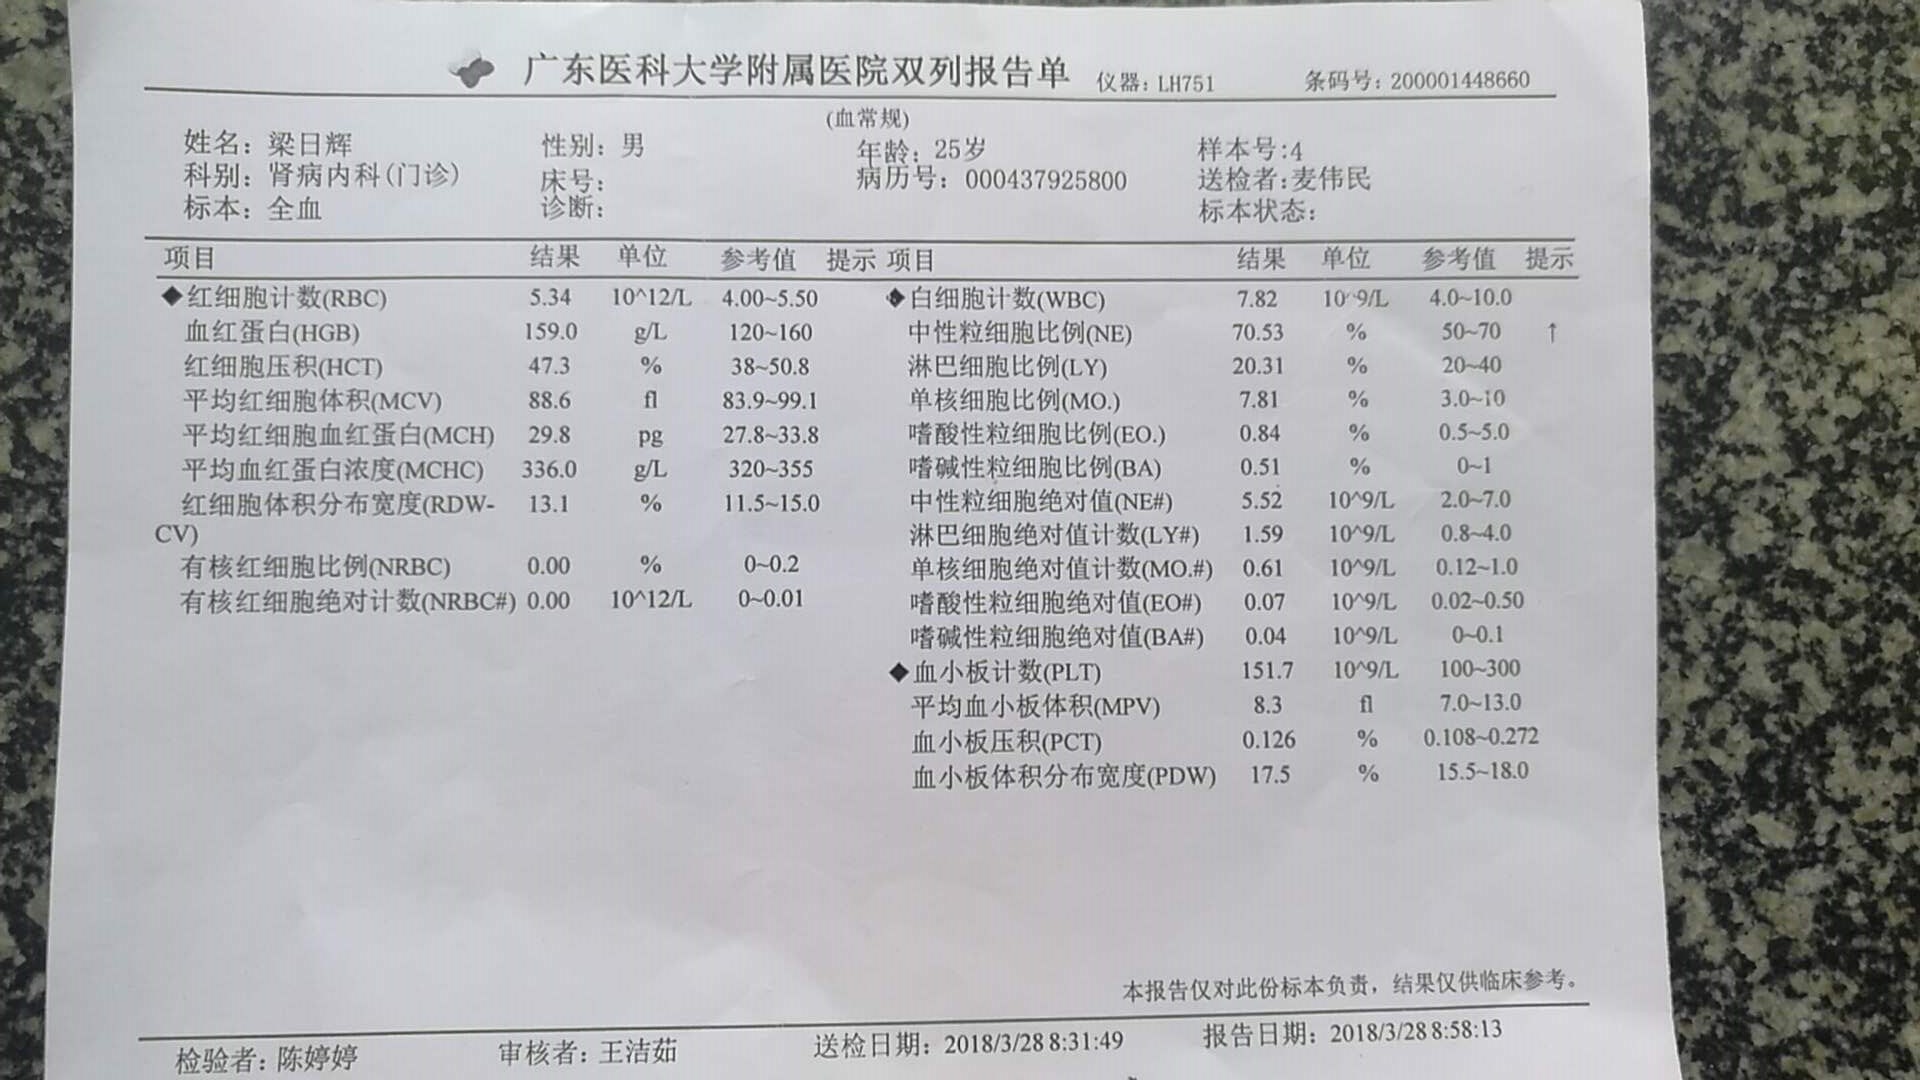 广东医科大学附属医院双列报告单 仪器：LH751 条码号：200001448660
(血常规)
姓名：梁日辉 性别：男 年龄：25岁 样本号:4
科别：肾病内科(门诊) 床号： 病历号：000437925800 送检者:麦伟民
标本：全血 诊断： 标本状态：
项目 结果 单位 参考值 提示 项目 结果 单位 参考值 提示
◆红细胞计数(RBC) 5.34 10^12/L 4.00~5.50 ◆白细胞计数(WBC) 7.82 10^9/L 4.0~10.0
血红蛋白(HGB) 159.0 g/L 120~160 中性粒细胞比例(NE) 70.53 % 50~70 ↑
红细胞压积(HCT) 47.3 % 38~50.8 淋巴细胞比例(LY) 20.31 % 20~40
平均红细胞体积(MCV) 88.6 fl 83.9~99.1 单核细胞比例(MO.) 7.81 % 3.0~10
平均红细胞血红蛋白(MCH) 29.8 pg 27.8~33.8 嗜酸性粒细胞比例(EO.) 0.84 % 0.5~5.0
平均血红蛋白浓度(MCHC) 336.0 g/L 320~355 嗜碱性粒细胞比例(BA) 0.51 % 0~1
红细胞体积分布宽度(RDW- 13.1 % 11.5~15.0 中性粒细胞绝对值(NE#) 5.52 10^9/L 2.0~7.0
CV) 淋巴细胞绝对值计数(LY#) 1.59 10^9/L 0.8~4.0
有核红细胞比例(NRBC) 0.00 % 0~0.2 单核细胞绝对值计数(MO.#) 0.61 10^9/L 0.12~1.0
有核红细胞绝对计数(NRBC#) 0.00 10^12/L 0~0.01 嗜酸性粒细胞绝对值(EO#) 0.07 10^9/L 0.02~0.50
嗜碱性粒细胞绝对值(BA#) 0.04 10^9/L 0~0.1
◆血小板计数(PLT) 151.7 10^9/L 100~300
平均血小板体积(MPV) 8.3 fl 7.0~13.0
血小板压积(PCT) 0.126 % 0.108~0.272
血小板体积分布宽度(PDW) 17.5 % 15.5~18.0
本报告仅对此份标本负责，结果仅供临床参考。
检验者：陈婷婷 审核者：王洁茹 送检日期：2018/3/28 8:31:49 报告日期：2018/3/28 8:58:13